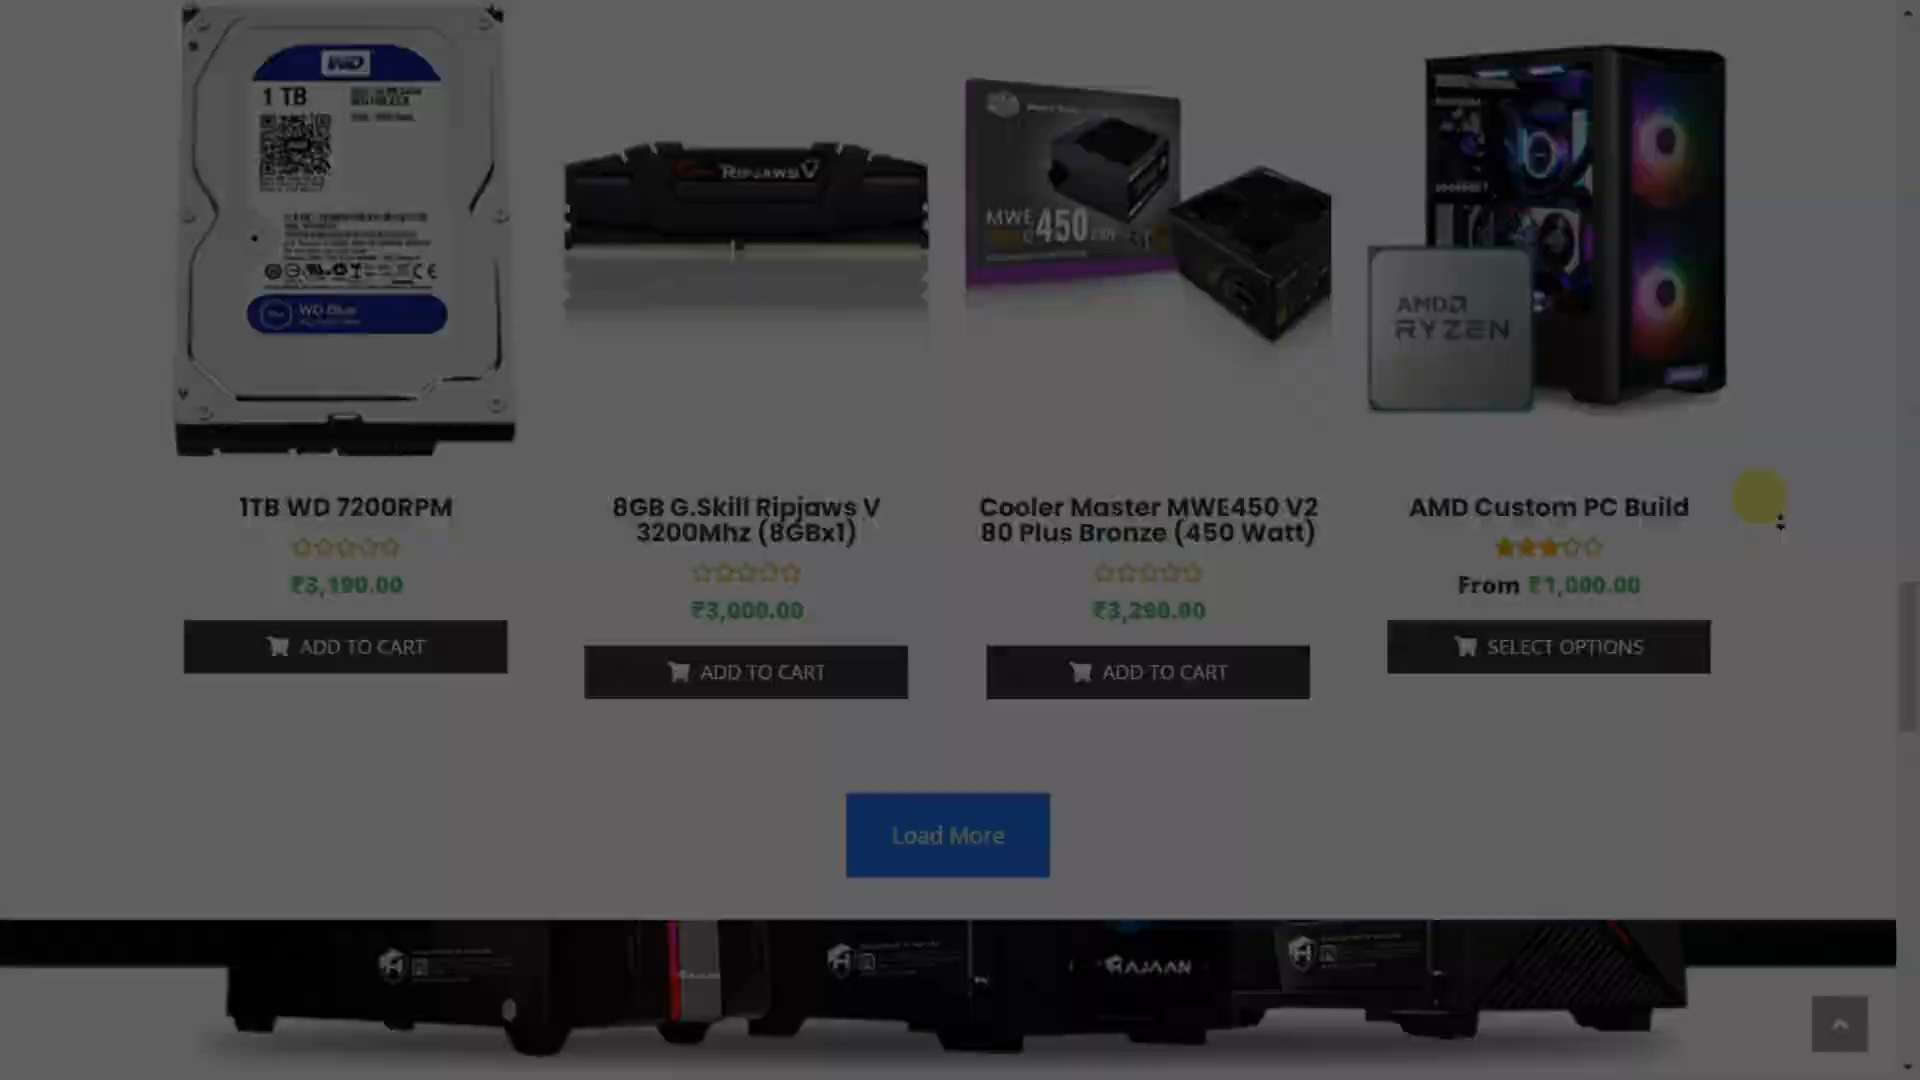 WD
1 TB
WD Blue
RIPJAWS V
MWE 450
AMD
RYZEN
1TB WD 7200RPM
₹3,190.00
ADD TO CART
8GB G.Skill Ripjaws V
3200Mhz (8GBx1)
₹3,000.00
ADD TO CART
Cooler Master MWE450 V2
80 Plus Bronze (450 Watt)
₹3,290.00
ADD TO CART
AMD Custom PC Build
From ₹1,000.00
SELECT OPTIONS
Load More